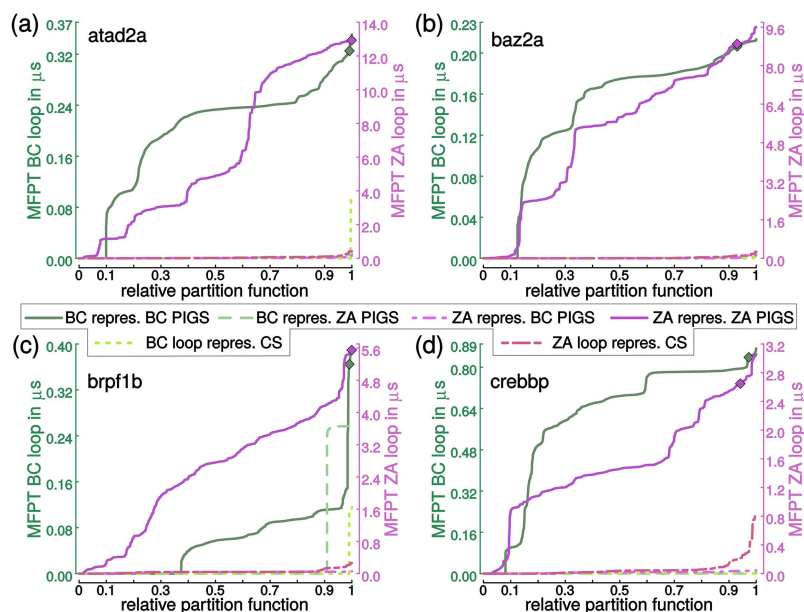 (a) atad2a
MFPT BC loop in μs
0.36
0.32
0.24
0.16
0.08
0.00
MFPT ZA loop in μs
14.0
12.0
10.0
8.0
6.0
4.0
2.0
0.0
0 0.1 0.3 0.5 0.7 0.9 1
relative partition function
(b) baz2a
MFPT BC loop in μs
0.23
0.20
0.16
0.12
0.08
0.04
0.00
MFPT ZA loop in μs
9.6
8.0
6.4
4.8
3.2
1.6
0.0
0 0.1 0.3 0.5 0.7 0.9 1
relative partition function
BC repres. BC PIGS BC repres. ZA PIGS ZA repres. BC PIGS ZA repres. ZA PIGS
BC loop repres. CS ZA loop repres. CS
(c) brpf1b
MFPT BC loop in μs
0.40
0.32
0.24
0.16
0.08
0.00
MFPT ZA loop in μs
5.6
4.8
4.0
3.2
2.4
1.6
0.8
0.0
0 0.1 0.3 0.5 0.7 0.9 1
relative partition function
(d) crebbp
MFPT BC loop in μs
0.89
0.80
0.64
0.48
0.32
0.16
0.00
MFPT ZA loop in μs
3.2
2.8
2.4
2.0
1.6
1.2
0.8
0.4
0.0
0 0.1 0.3 0.5 0.7 0.9 1
relative partition function